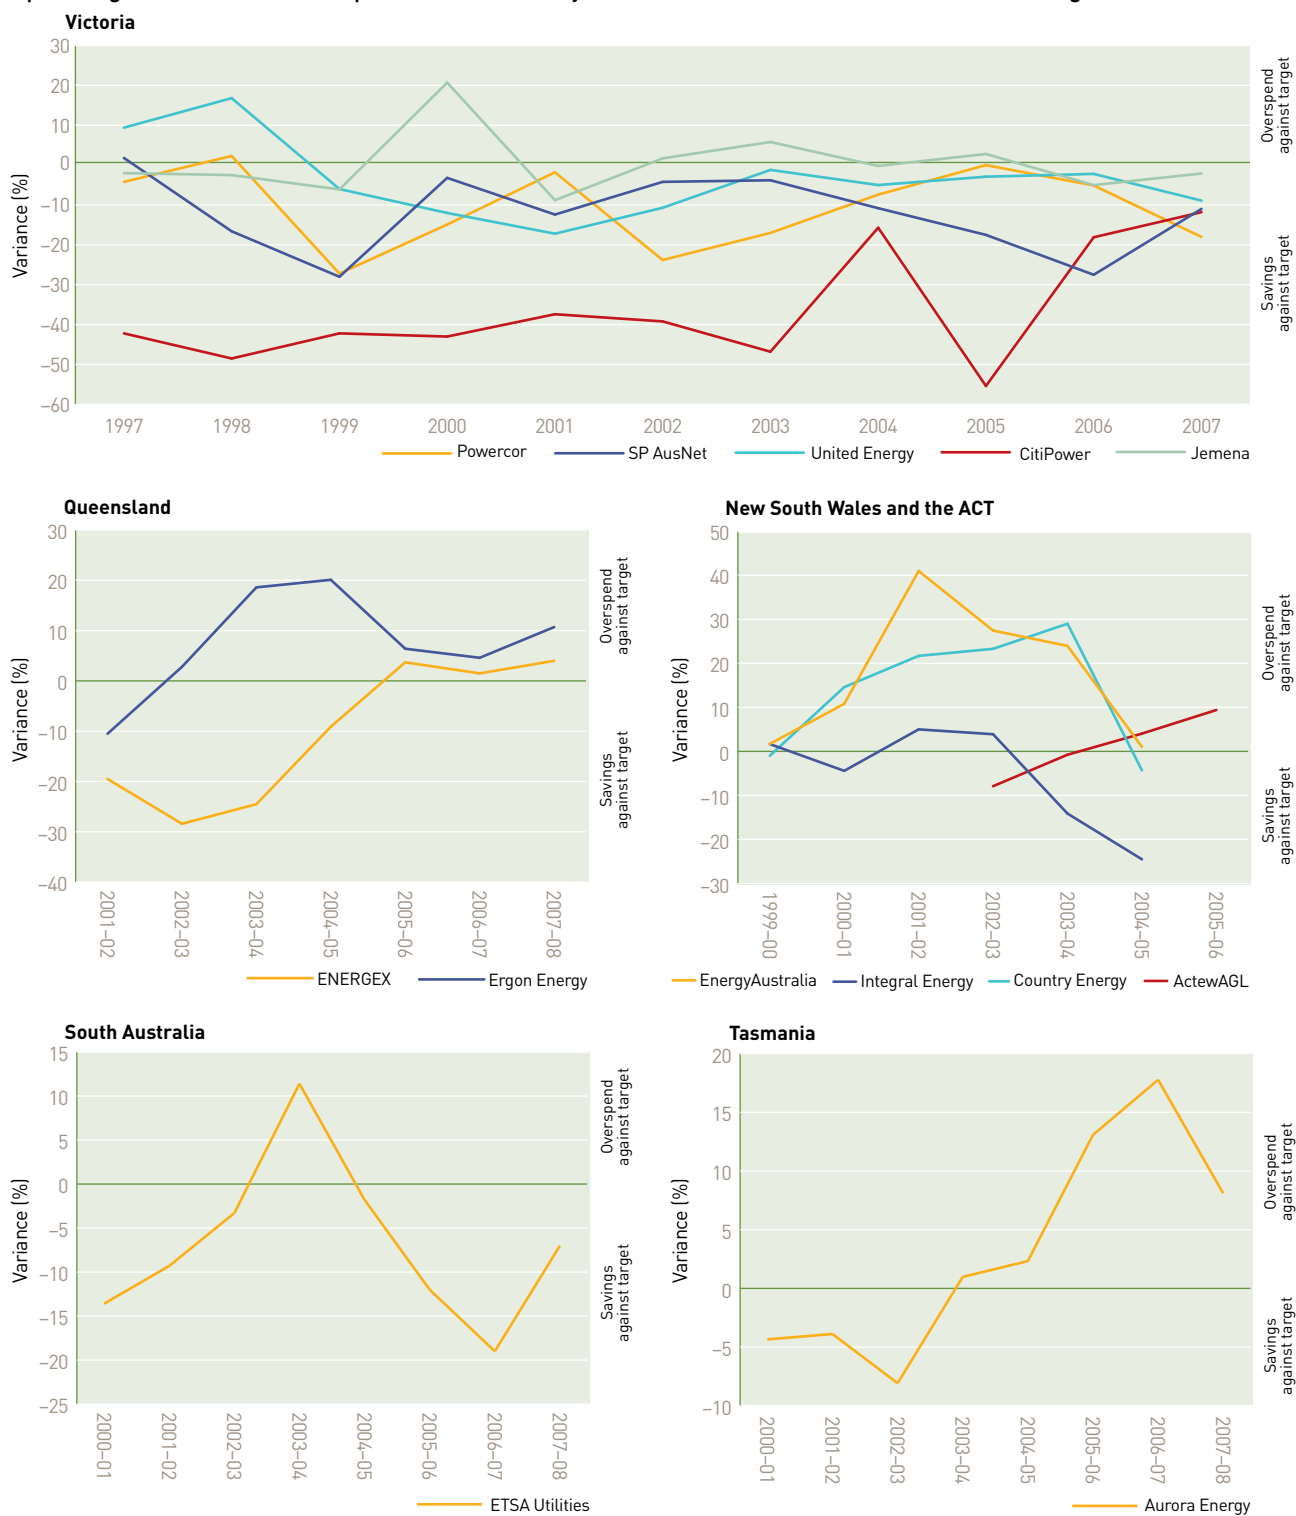 Victoria
30
20
10
0
–10
–20
–30
–40
–50
–60
Variance (%)
Overspend
against target
Savings
against target
1997 1998 1999 2000 2001 2002 2003 2004 2005 2006 2007
Powercor SP AusNet United Energy CitiPower Jemena
Queensland
30
20
10
0
–10
–20
–30
–40
Variance (%)
Overspend
against target
Savings
against target
2001–02
2002–03
2003–04
2004–05
2005–06
2006–07
2007–08
ENERGEX Ergon Energy
New South Wales and the ACT
50
40
30
20
10
0
–10
–20
–30
Variance (%)
Overspend
against target
Savings
against target
1999–00
2000–01
2001–02
2002–03
2003–04
2004–05
2005–06
EnergyAustralia Integral Energy Country Energy ActewAGL
South Australia
15
10
5
0
–5
–10
–15
–20
–25
Variance (%)
Overspend
against target
Savings
against target
2000–01
2001–02
2002–03
2003–04
2004–05
2005–06
2006–07
2007–08
ETSA Utilities
Tasmania
20
15
10
5
0
–5
–10
Variance (%)
Overspend
against target
Savings
against target
2000–01
2001–02
2002–03
2003–04
2004–05
2005–06
2006–07
2007–08
Aurora Energy